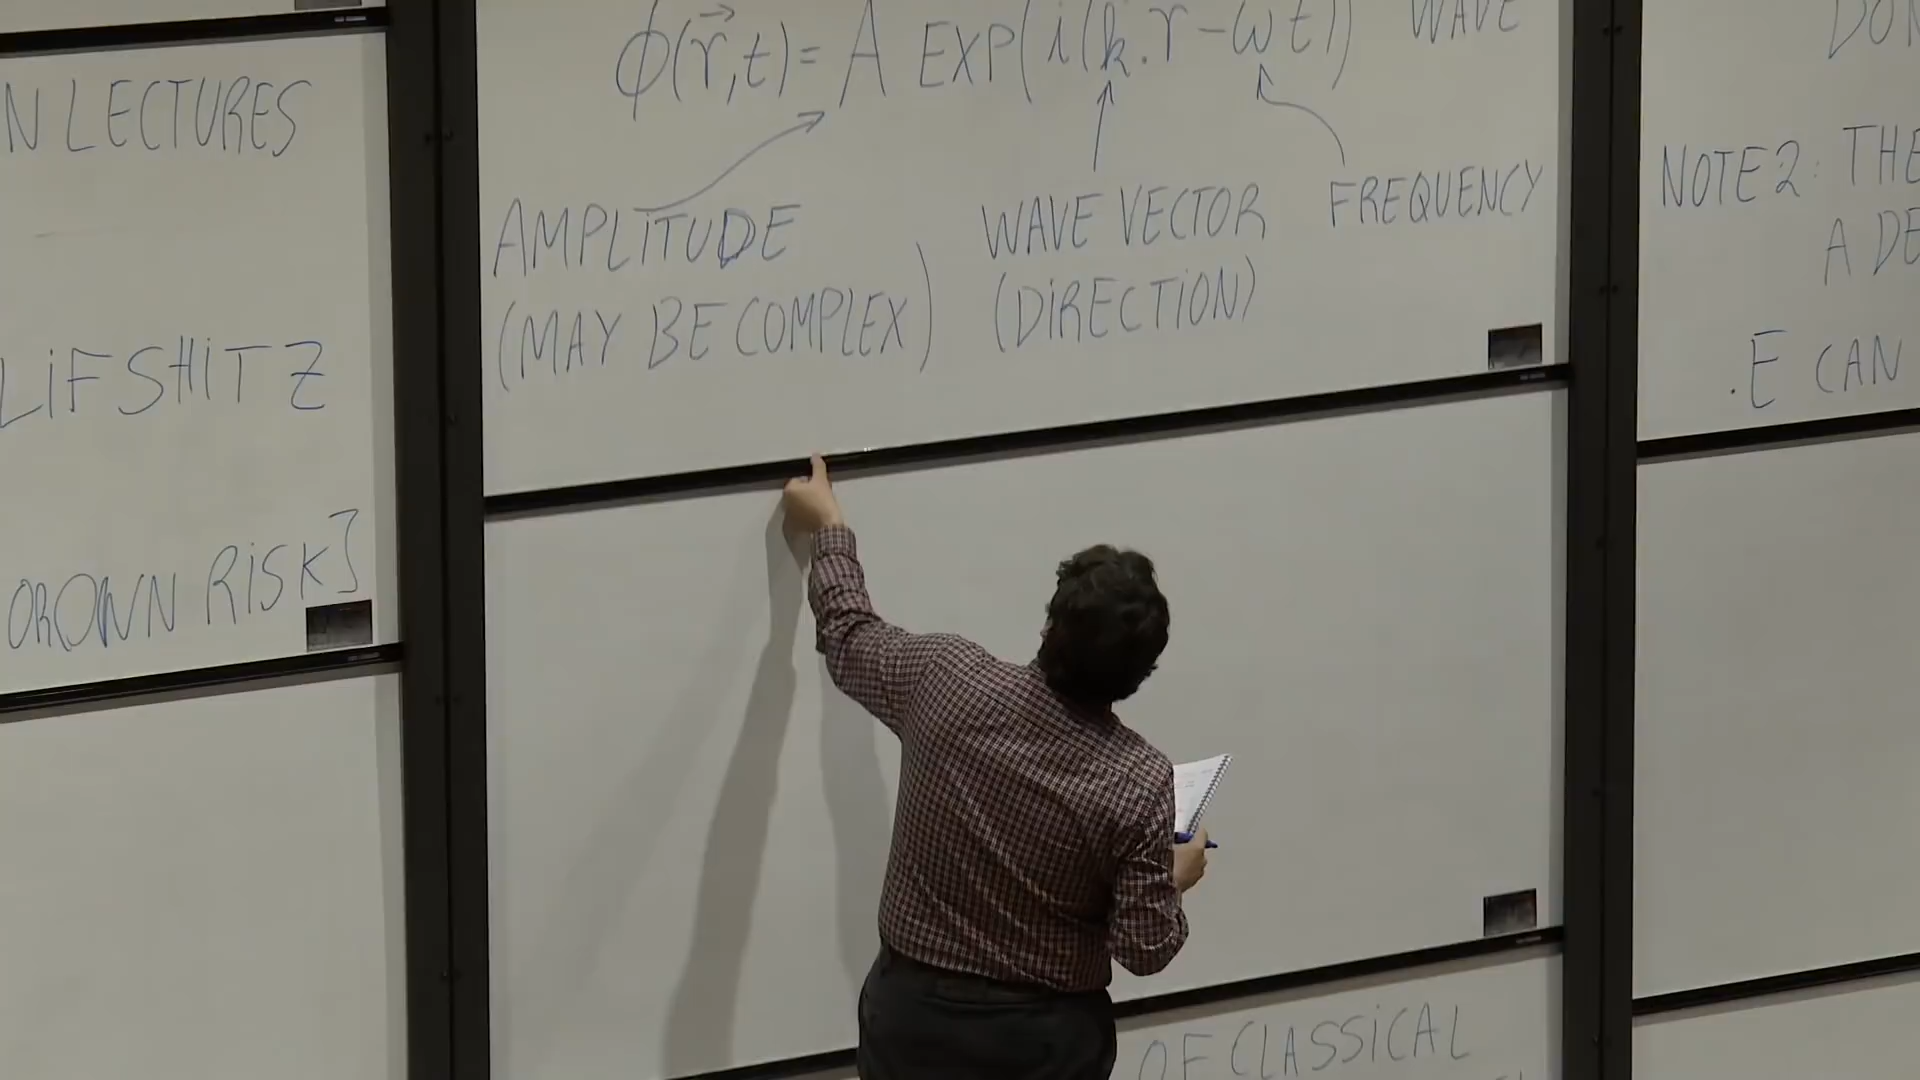 N LECTURES
LIFSHITZ
OR OWN RISK]
ϕ(r⃗,t)= A EXP(i(k.r-ωt)) WAVE
AMPLITUDE
(MAY BE COMPLEX)
WAVE VECTOR
(DIRECTION)
FREQUENCY
OF CLASSICAL
NOTE 2: THE
A DE
.E CAN